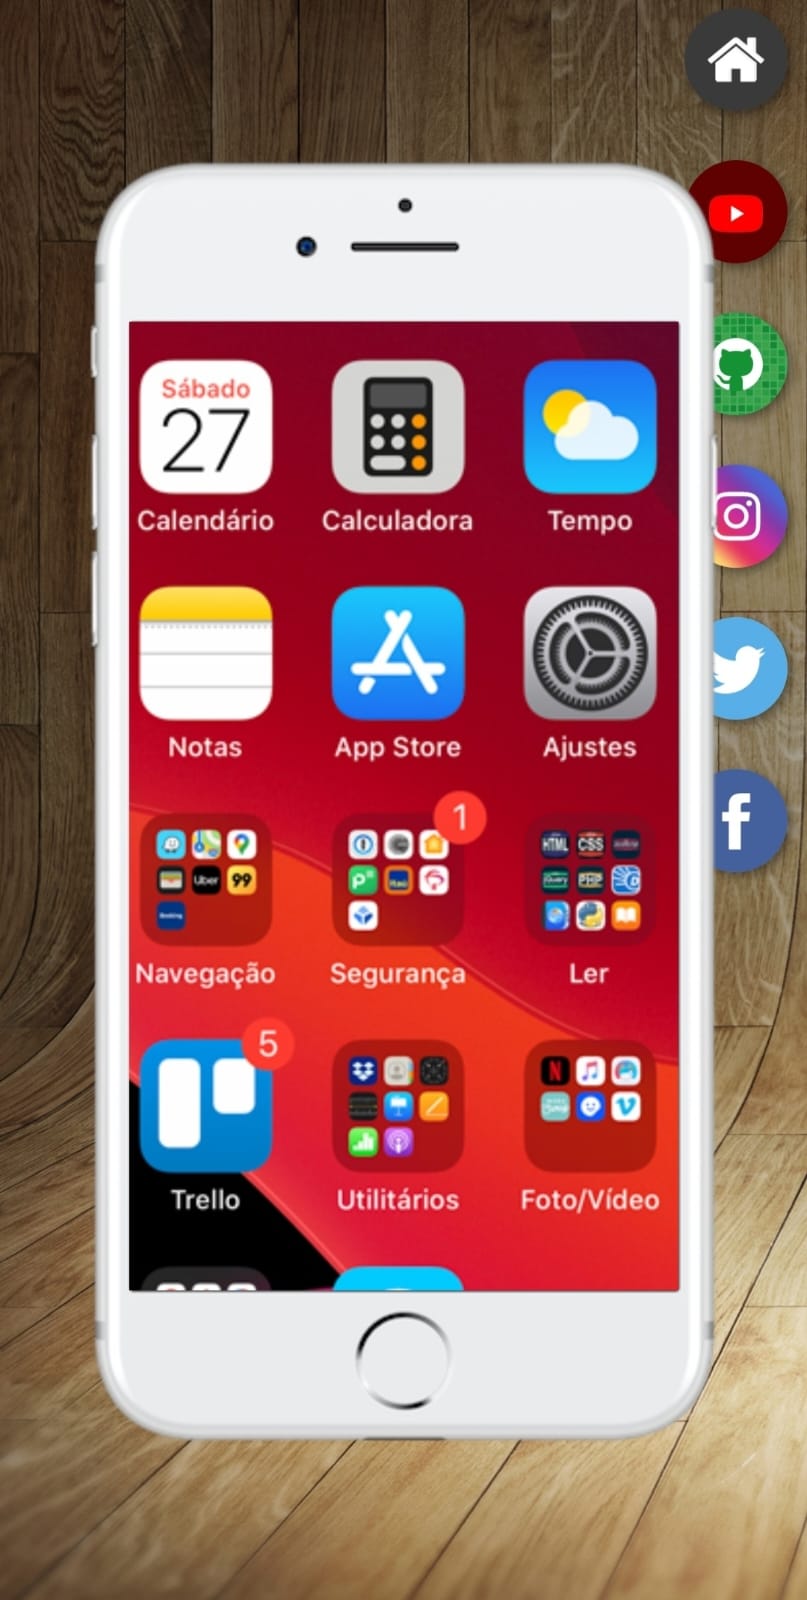 Sábado
27
Calendário
Calculadora
Tempo
Notas
App Store
Ajustes
1
HTML
CSS
Uber
99
Navegação
Segurança
Ler
5
Trello
Utilitários
Foto/Vídeo